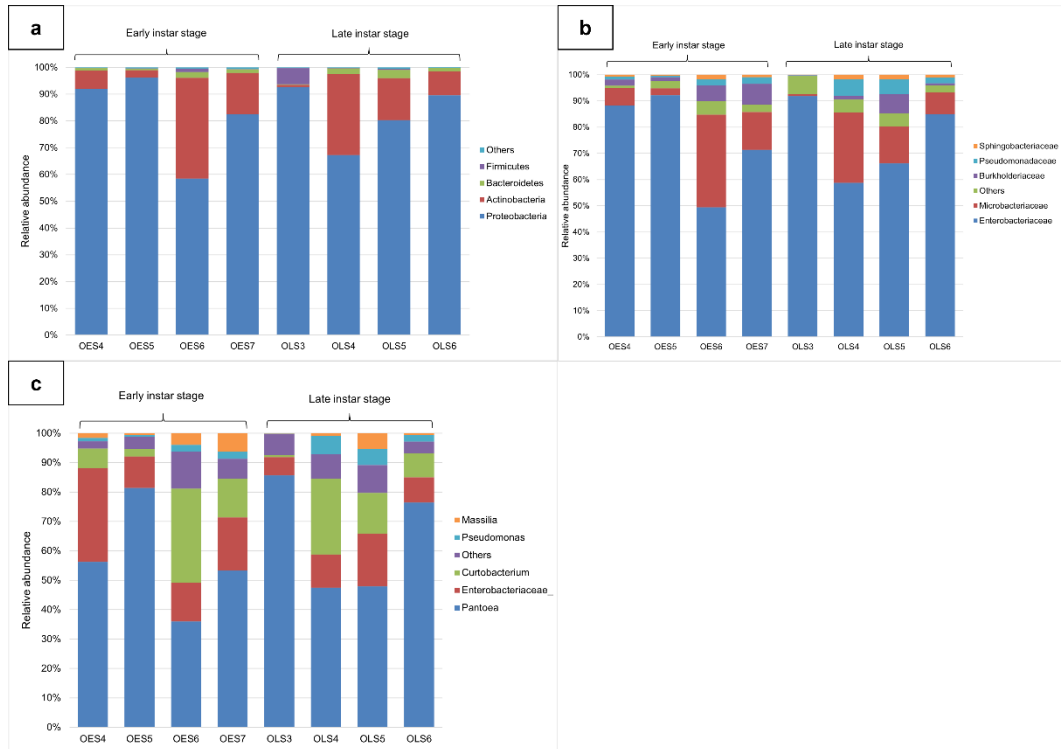 a
Early instar stage
Late instar stage
Relative abundance
100%
90%
80%
70%
60%
50%
40%
30%
20%
10%
0%
OES4 OES5 OES6 OES7 OLS3 OLS4 OLS5 OLS6
Others
Firmicutes
Bacteroidetes
Actinobacteria
Proteobacteria
b
Early instar stage
Late instar stage
Relative abundance
100%
90%
80%
70%
60%
50%
40%
30%
20%
10%
0%
OES4 OES5 OES6 OES7 OLS3 OLS4 OLS5 OLS6
Sphingobacteriaceae
Pseudomonadaceae
Burkholderiaceae
Others
Microbacteriaceae
Enterobacteriaceae
c
Early instar stage
Late instar stage
Relative abundance
100%
90%
80%
70%
60%
50%
40%
30%
20%
10%
0%
OES4 OES5 OES6 OES7 OLS3 OLS4 OLS5 OLS6
Massilia
Pseudomonas
Others
Curtobacterium
Enterobacteriaceae_
Pantoea